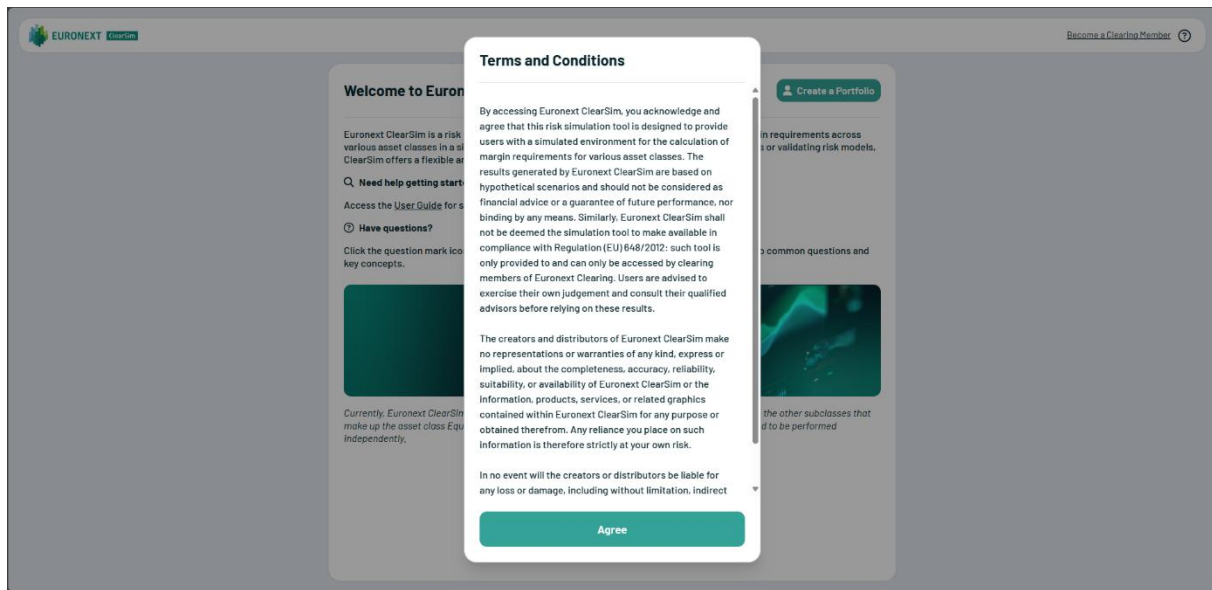 EURONEXT ClearSim
Become a Clearing Member
Terms and Conditions
By accessing Euronext ClearSim, you acknowledge and
agree that this risk simulation tool is designed to provide
users with a simulated environment for the calculation of
margin requirements for various asset classes. The
results generated by Euronext ClearSim are based on
hypothetical scenarios and should not be considered as
financial advice or a guarantee of future performance, nor
binding by any means. Similarly, Euronext ClearSim shall
not be deemed the simulation tool to make available in
compliance with Regulation (EU) 648/2012: such tool is
only provided to and can only be accessed by clearing
members of Euronext Clearing. Users are advised to
exercise their own judgement and consult their qualified
advisors before relying on these results.
The creators and distributors of Euronext ClearSim make
no representations or warranties of any kind, express or
implied, about the completeness, accuracy, reliability,
suitability, or availability of Euronext ClearSim or the
information, products, services, or related graphics
contained within Euronext ClearSim for any purpose or
obtained therefrom. Any reliance you place on such
information is therefore strictly at your own risk.
In no event will the creators or distributors be liable for
any loss or damage, including without limitation, indirect
Agree
Welcome to Euron
Create a Portfolio
Euronext ClearSim is a risk
in requirements across
various asset classes in a si
s or validating risk models,
ClearSim offers a flexible an
Need help getting start
Access the User Guide for s
Have questions?
Click the question mark ico
o common questions and
key concepts.
Currently, Euronext ClearSim
the other subclasses that
make up the asset class Equ
d to be performed
independently.